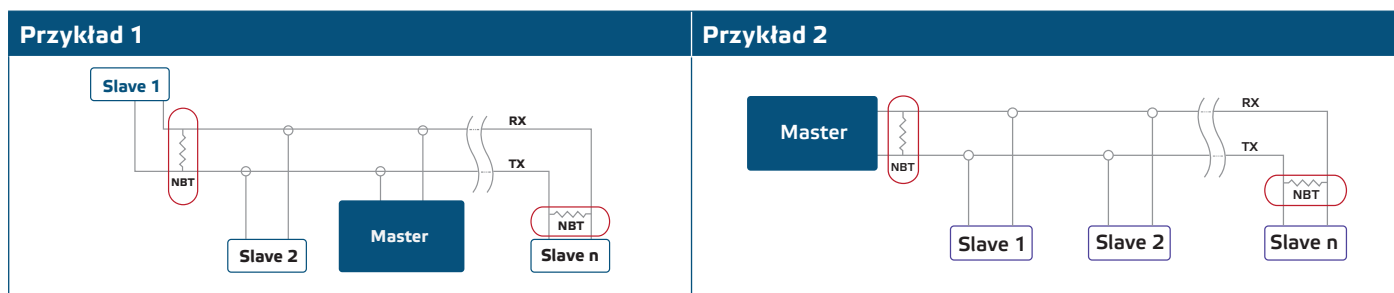 Przykład 1
Slave 1
RX
TX
NBT
NBT
Master
Slave 2
Slave n
Przykład 2
Master
RX
TX
NBT
NBT
Slave 1
Slave 2
Slave n